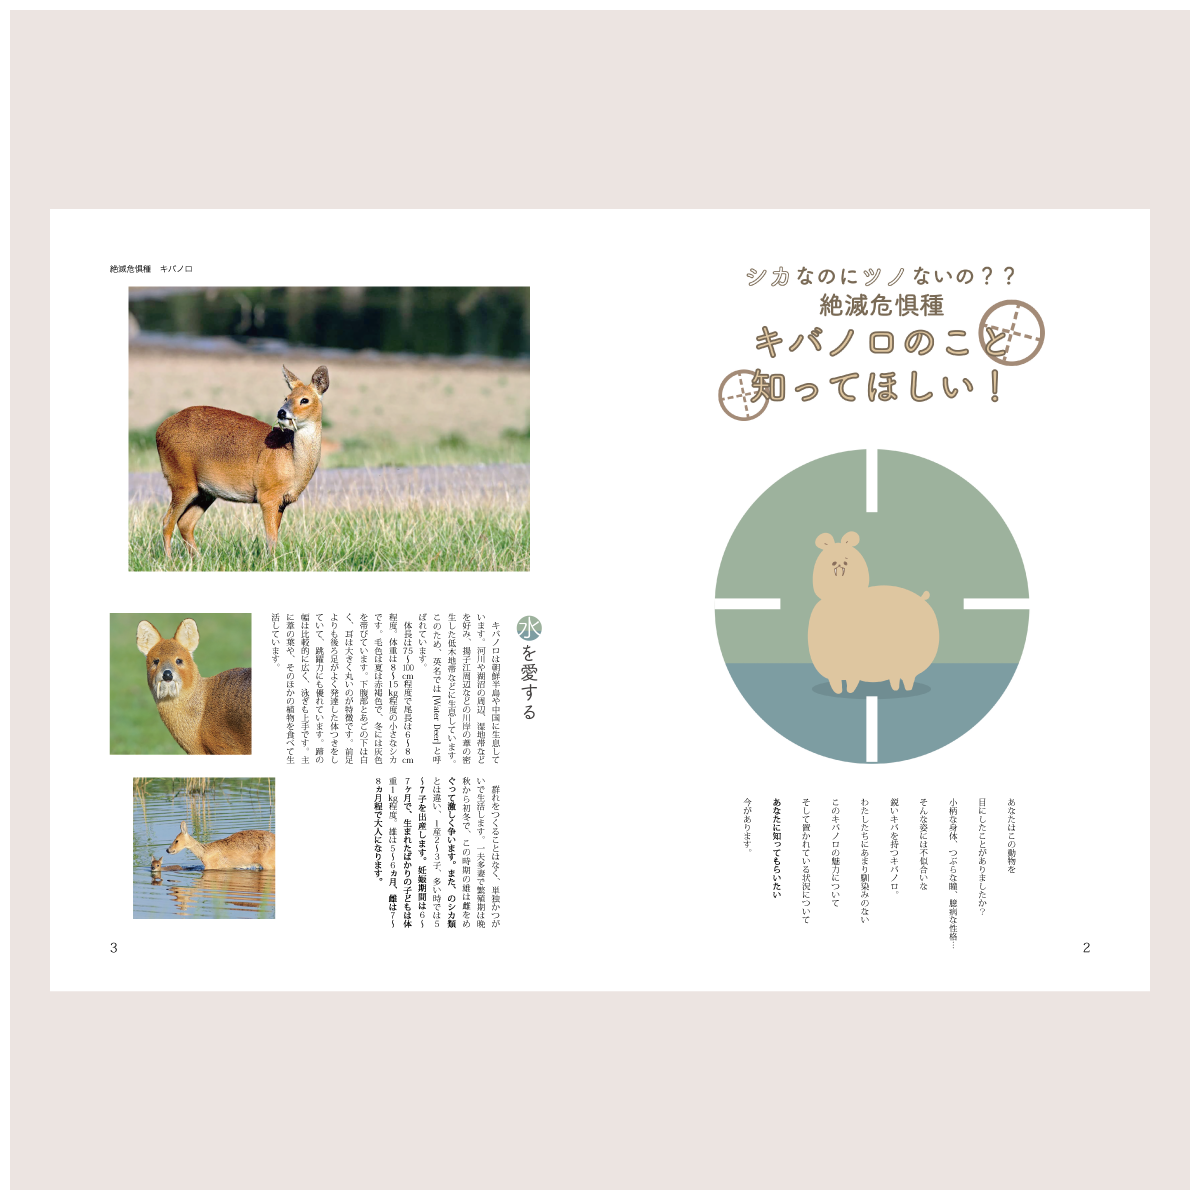 シカなのにツノないの？？
絶滅危惧種
キバノロのこと
知ってほしい！
あなたはこの動物を
目にしたことがありましたか？
小柄な身体、つぶらな瞳、臆病な性格…
そんな姿には不似合いな
鋭いキバを持つキバノロ。
わたしたちにあまり馴染みのない
このキバノロの魅力について
そして置かれている状況について
あなたに知ってもらいたい
今があります。
2
絶滅危惧種　キバノロ
水を愛する
キバノロは朝鮮半島や中国に生息して
います。河川や湖沼の周辺、湿地帯など
を好み、揚子江周辺などの川岸の葦の密
生した低木地帯などに生息しています。
このため、英名では [Water Deer] と呼
ばれています。
体長は75～100cm程度で尾長は6～8cm
程度。体重は8～15kg程度の小さなシカ
です。毛色は夏は赤褐色で、冬には灰色
を帯びています。下腹部とあごの下は白
く、耳は大きく丸いのが特徴です。前足
よりも後ろ足がよく発達した体つきをし
ていて、跳躍力にも優れています。蹄の
幅は比較的に広く、泳ぎも上手です。主
に葦の葉や、そのほかの植物を食べて生
活しています。
群れをつくることはなく、単独かつが
いで生活します。一夫多妻で繁殖期は晩
秋から初冬で、この時期の雄は雌をめ
ぐって激しく争います。また、のシカ類
とは違い、1産2～3子、多い時では5
～7子を出産します。妊娠期間は6～
7ヶ月で、生まれたばかりの子どもは体
重1kg程度。雄は5～6ヵ月、雌は7～
8ヵ月程で大人になります。
3